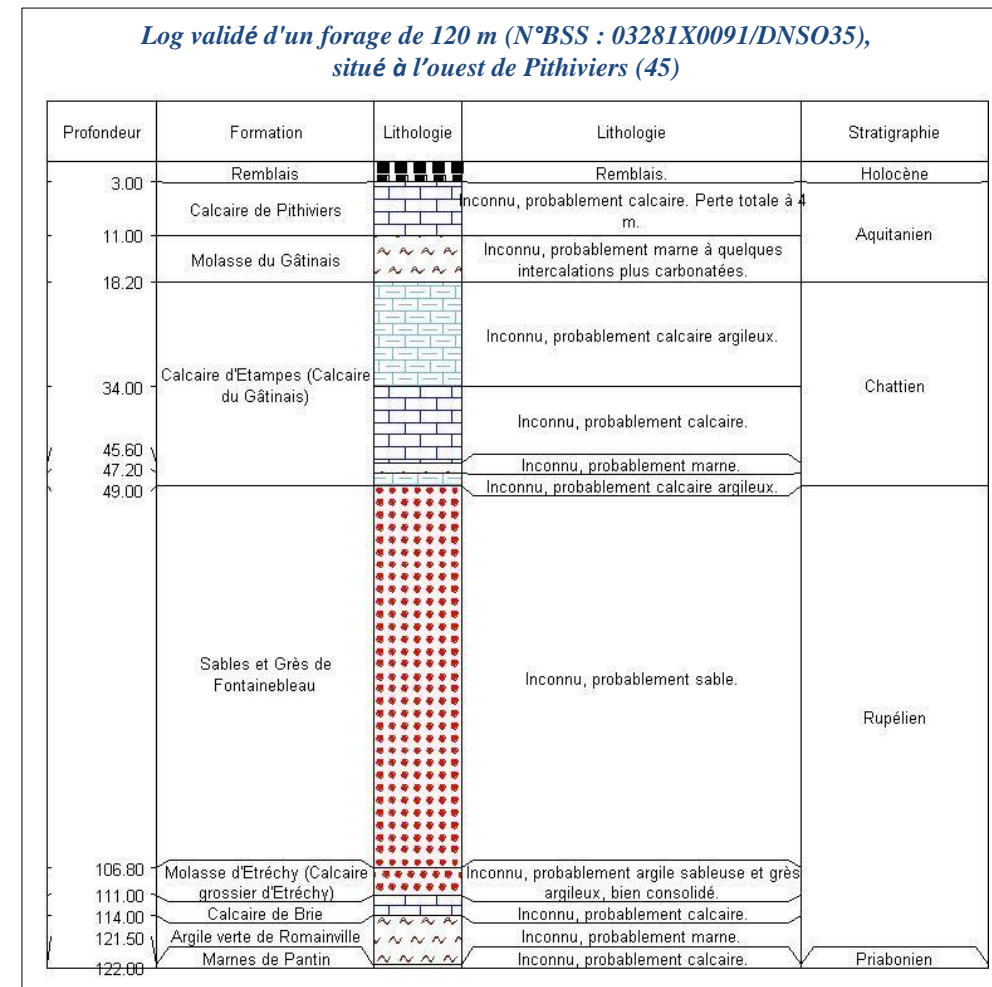 Log validé d'un forage de 120 m (N°BSS : 03281X0091/DNSO35),
situé à l'ouest de Pithiviers (45)
Profondeur Formation Lithologie Lithologie Stratigraphie
Remblais Remblais. Holocène
3.00
Calcaire de Pithiviers
Inconnu, probablement calcaire. Perte totale à 4
m.
Aquitanien
11.00
Molasse du Gâtinais
Inconnu, probablement marne à quelques
intercalations plus carbonatées.
18.20
Inconnu, probablement calcaire argileux.
Calcaire d'Etampes (Calcaire
du Gâtinais)
34.00
Chattien
Inconnu, probablement calcaire.
45.60
Inconnu, probablement marne.
47.20
Inconnu, probablement calcaire argileux.
49.00
Sables et Grès de
Fontainebleau
Inconnu, probablement sable.
Rupélien
106.80
Molasse d'Etréchy (Calcaire
grossier d'Etréchy)
Inconnu, probablement argile sableuse et grès
argileux, bien consolidé.
111.00
Calcaire de Brie Inconnu, probablement calcaire.
114.00
Argile verte de Romainville Inconnu, probablement marne.
121.50
Marnes de Pantin Inconnu, probablement calcaire. Priabonien
122.00